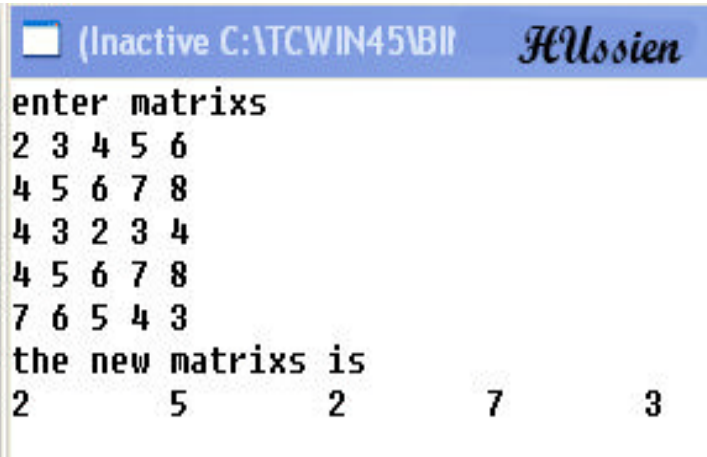 (Inactive C:\TCWIN45\BIN HUssien
enter matrixs
2 3 4 5 6
4 5 6 7 8
4 3 2 3 4
4 5 6 7 8
7 6 5 4 3
the new matrixs is
2 5 2 7 3